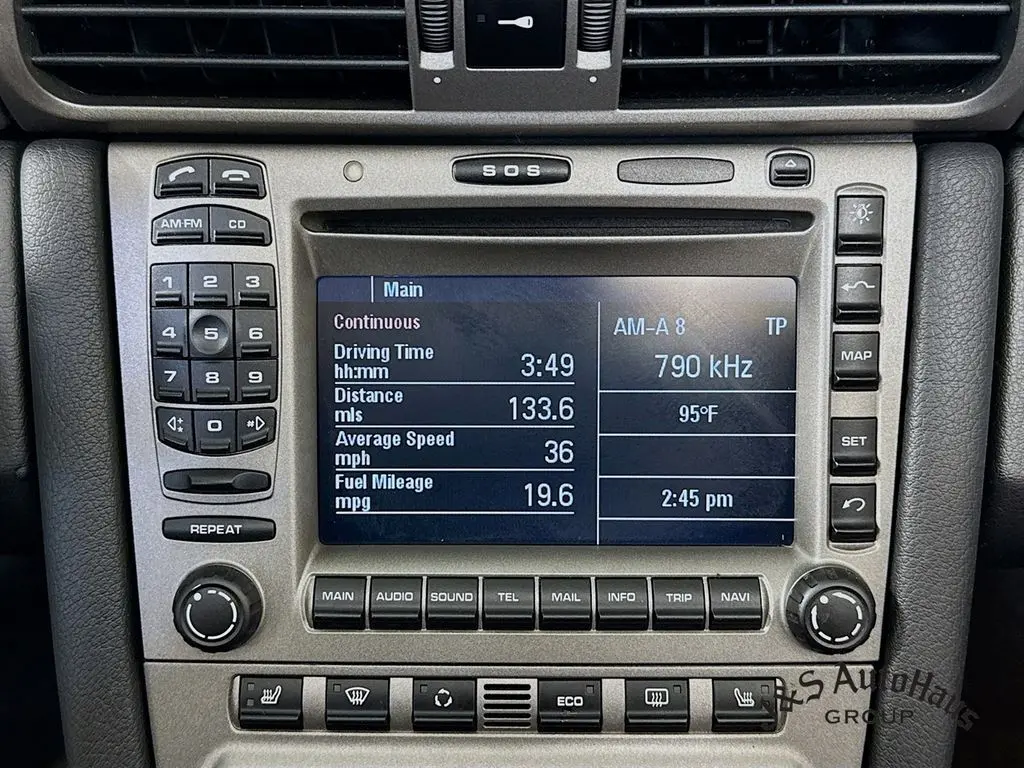 SOS
AM·FM CD
1 2 3
4 5 6
7 8 9
0 #
REPEAT
Main
Continuous
Driving Time
hh:mm 3:49
Distance
mls 133.6
Average Speed
mph 36
Fuel Mileage
mpg 19.6
AM-A 8 TP
790 kHz
95°F
2:45 pm
MAP
SET
MAIN AUDIO SOUND TEL MAIL INFO TRIP NAVI
ECO
&S AutoHaus
GROUP